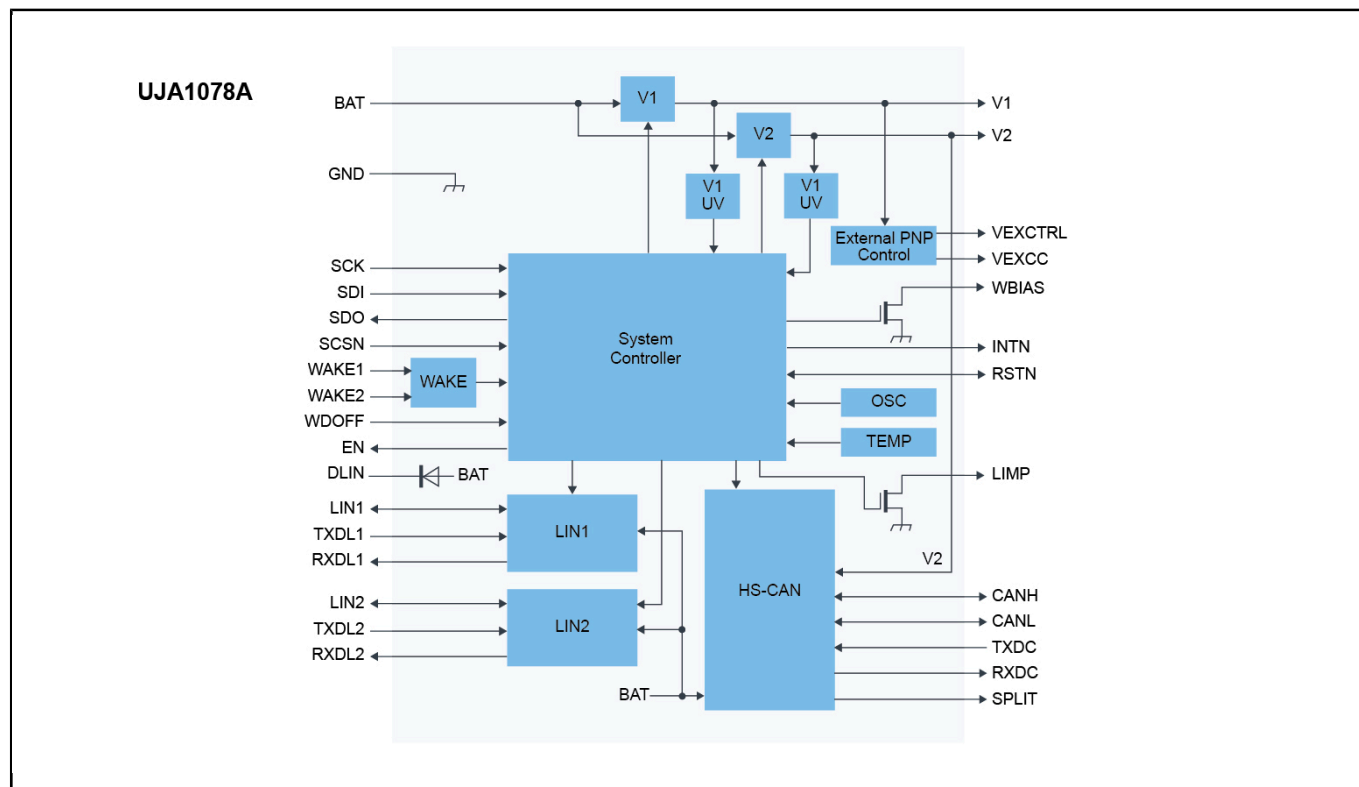 UJA1078A
BAT
V1
V1
V2
V2
GND
V1
UV
V1
UV
External PNP
Control
VEXCTRL
VEXCC
SCK
SDI
SDO
SCSN
WAKE1
WAKE2
WAKE
WDOFF
EN
DLIN
BAT
System
Controller
WBIAS
INTN
RSTN
OSC
TEMP
LIMP
LIN1
TXDL1
RXDL1
LIN1
LIN2
TXDL2
RXDL2
LIN2
BAT
HS-CAN
V2
CANH
CANL
TXDC
RXDC
SPLIT